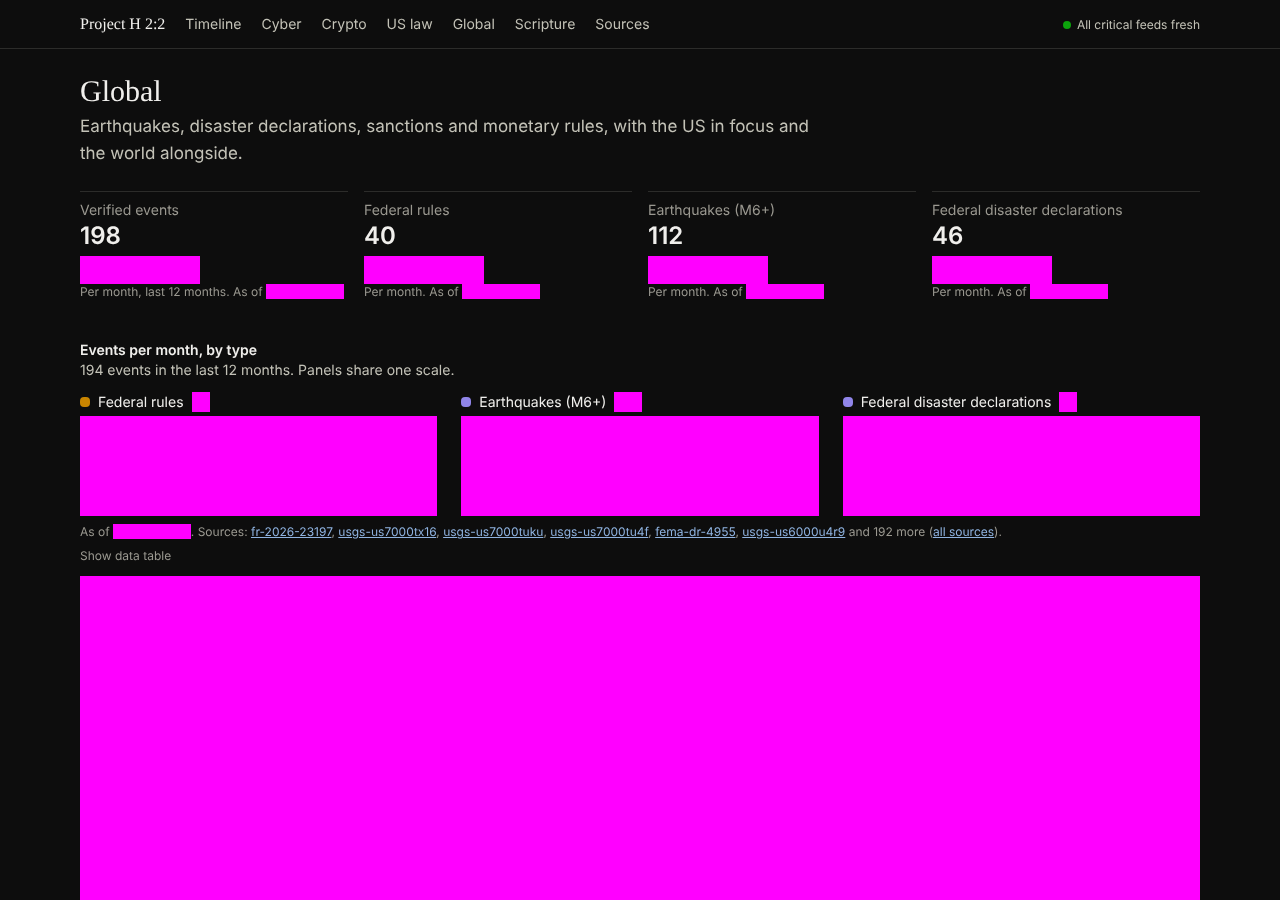 Project H 2:2 Timeline Cyber Crypto US law Global Scripture Sources All critical feeds fresh
Global
Earthquakes, disaster declarations, sanctions and monetary rules, with the US in focus and
the world alongside.
Verified events Federal rules Earthquakes (M6+) Federal disaster declarations
198 40 112 46
Per month, last 12 months. As of Per month. As of Per month. As of Per month. As of
Events per month, by type
194 events in the last 12 months. Panels share one scale.
Federal rules Earthquakes (M6+) Federal disaster declarations
As of . Sources: fr-2026-23197, usgs-us7000tx16, usgs-us7000tuku, usgs-us7000tu4f, fema-dr-4955, usgs-us6000u4r9 and 192 more (all sources).
Show data table